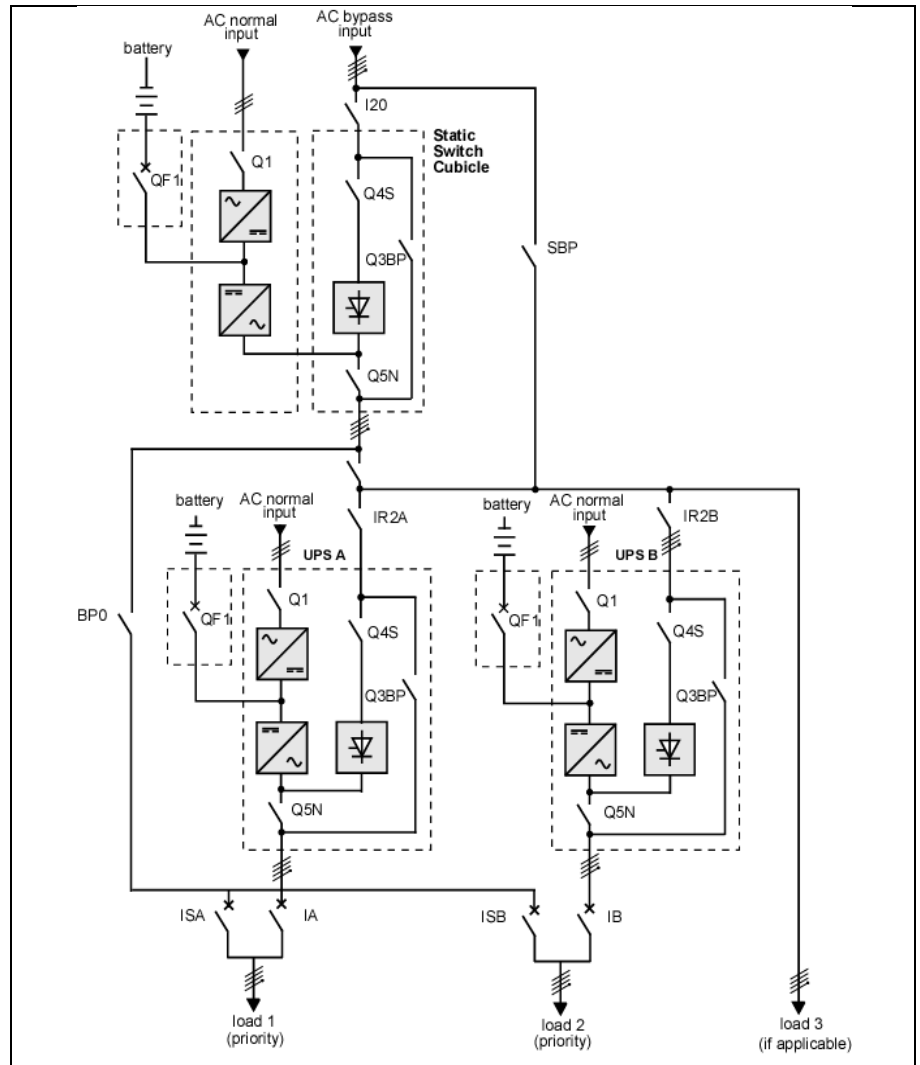 AC normal
input
AC bypass
input
battery
I20
Static
Switch
Cubicle
Q1
QF1
Q4S
Q3BP
SBP
Q5N
battery
AC normal
input
IR2A
battery
AC normal
input
IR2B
UPS A
UPS B
BP0
QF1
Q1
Q4S
Q3BP
QF1
Q1
Q4S
Q3BP
Q5N
Q5N
ISA
IA
ISB
IB
load 1
(priority)
load 2
(priority)
load 3
(if applicable)